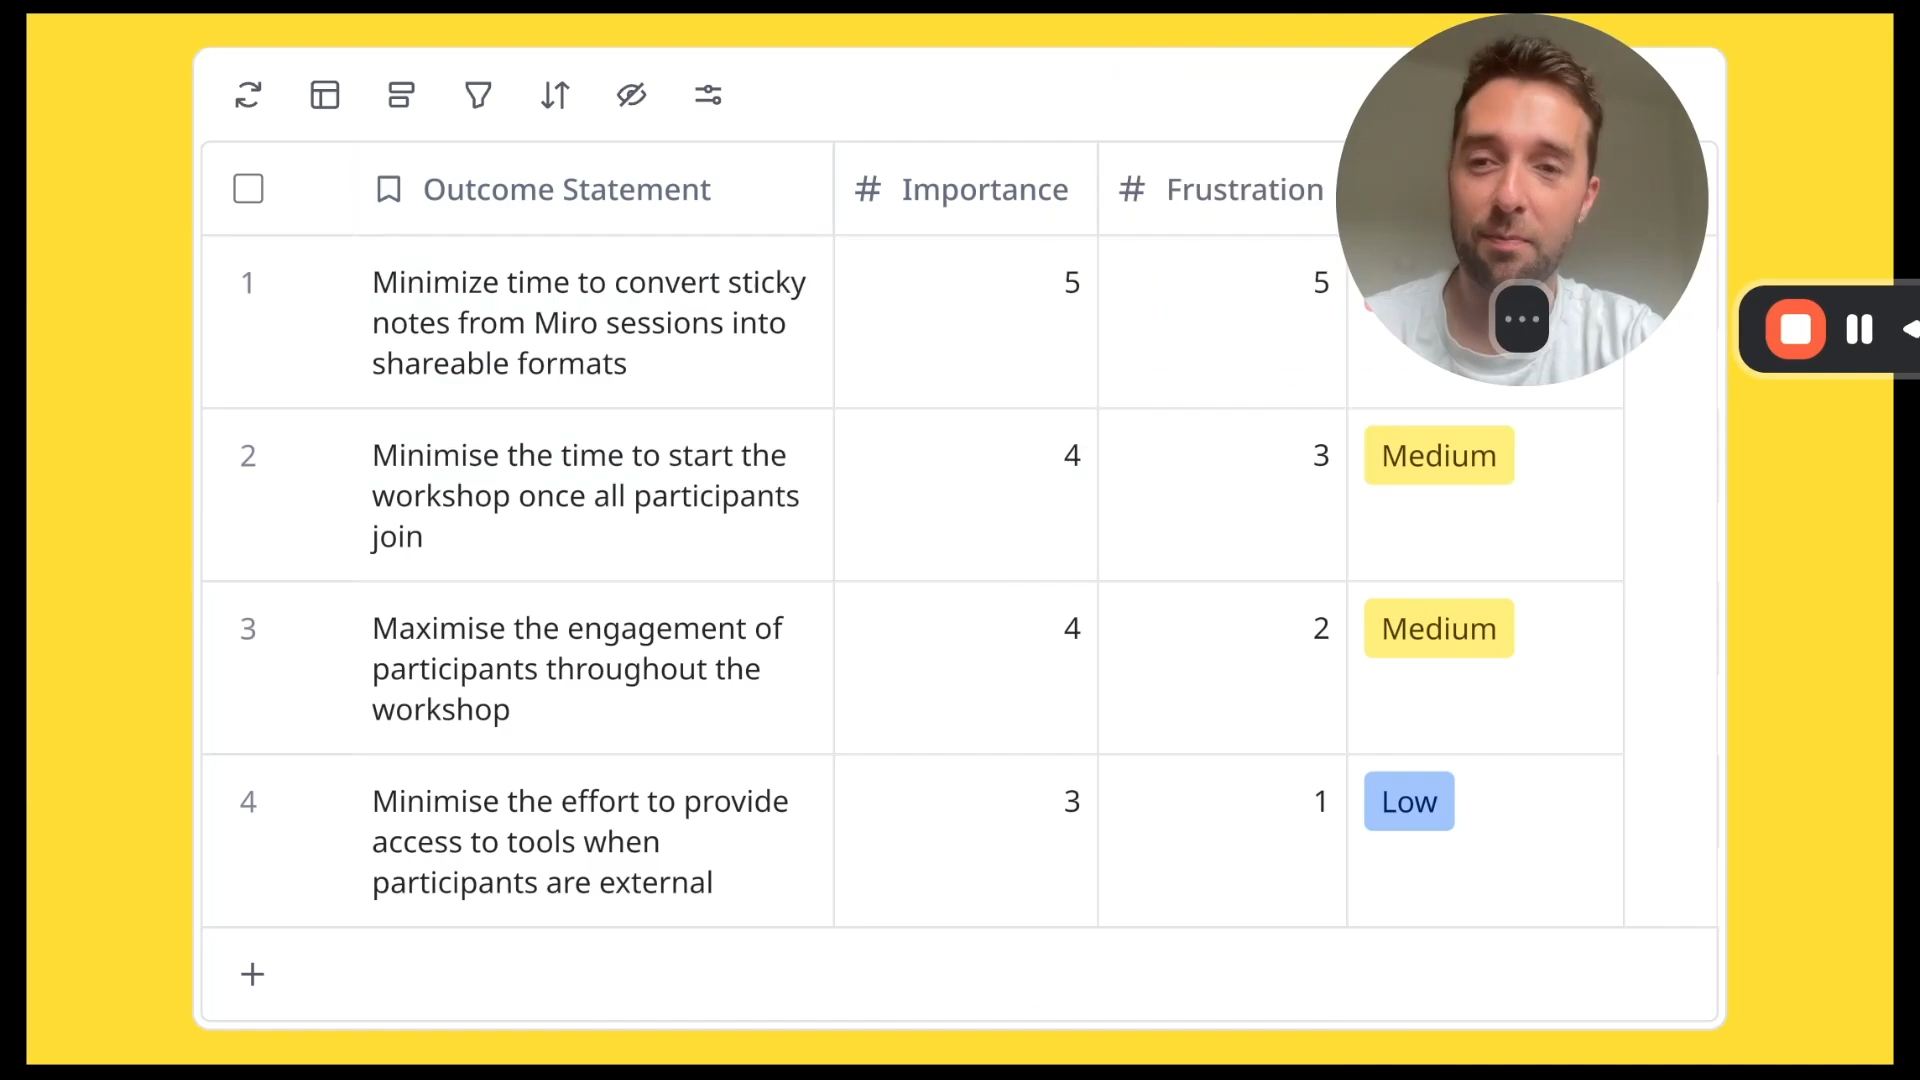 Outcome Statement
Importance
Frustration
1
Minimize time to convert sticky
notes from Miro sessions into
shareable formats
5
5
2
Minimise the time to start the
workshop once all participants
join
4
3
Medium
3
Maximise the engagement of
participants throughout the
workshop
4
2
Medium
4
Minimise the effort to provide
access to tools when
participants are external
3
1
Low